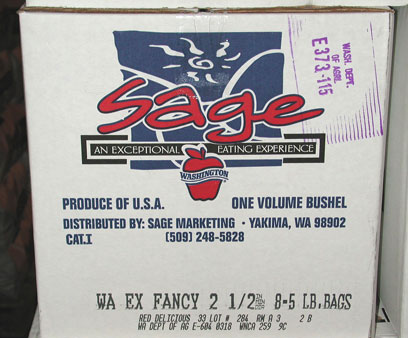 WASH. DEPT.
OF AGRI.
E373-115
sage
AN EXCEPTIONAL EATING EXPERIENCE
WASHINGTON
PRODUCE OF U.S.A. ONE VOLUME BUSHEL
DISTRIBUTED BY: SAGE MARKETING · YAKIMA, WA 98902
CAT.I (509) 248-5828
WA EX FANCY 2 1/2 8-5 LB.BAGS
RED DELICIOUS 33 LOT # 284 RM A 3 2 B
WA DEPT OF AG E-604 0318 WNCA 259 9C